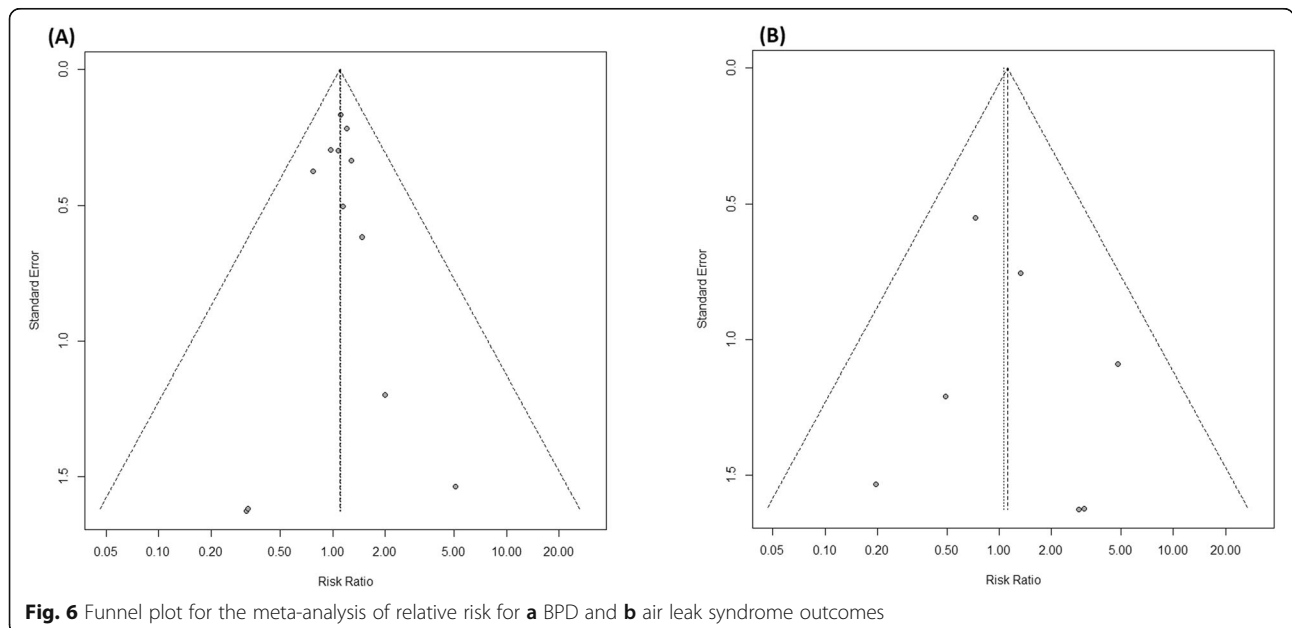 (A)
0.0
0.5
1.0
1.5
Standard Error
0.05 0.10 0.20 0.50 1.00 2.00 5.00 10.00 20.00
Risk Ratio
(B)
0.0
0.5
1.0
1.5
Standard Error
0.05 0.10 0.20 0.50 1.00 2.00 5.00 10.00 20.00
Risk Ratio
Fig. 6 Funnel plot for the meta-analysis of relative risk for a BPD and b air leak syndrome outcomes